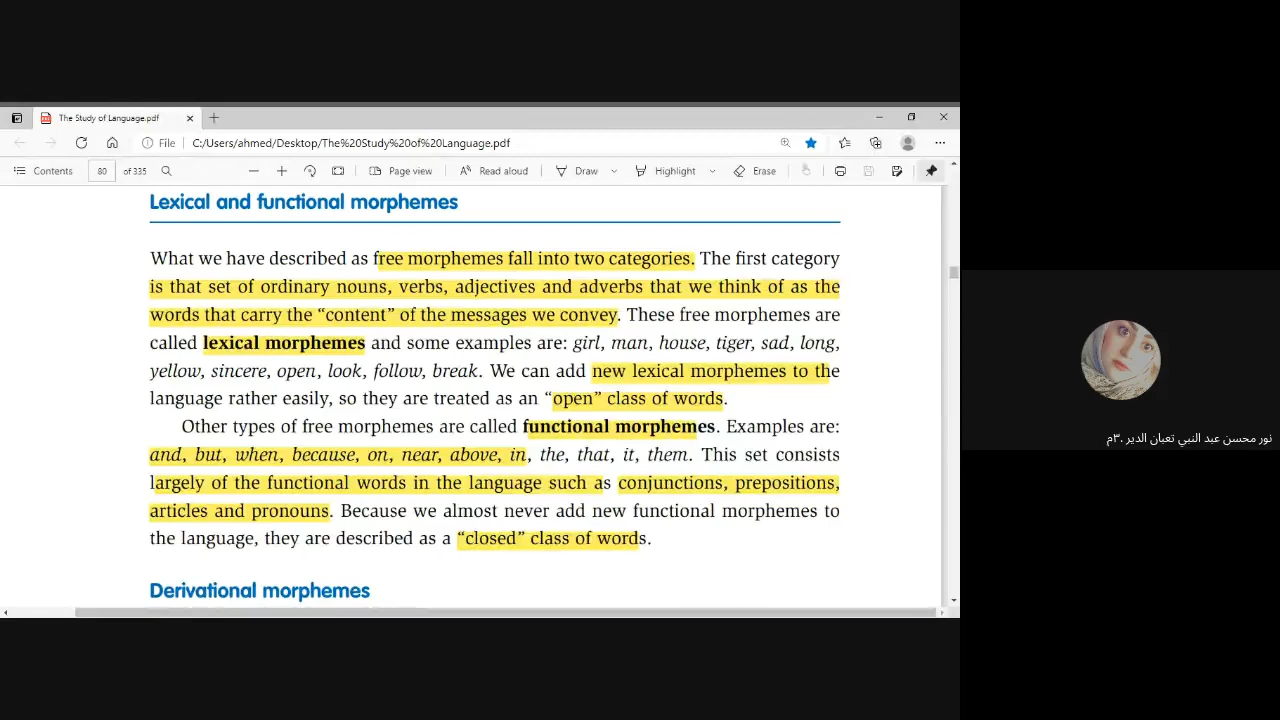 The Study of Language.pdf
File C:/Users/ahmed/Desktop/The%20Study%20of%20Language.pdf
Contents 80 of 335 Page view Read aloud Draw Highlight Erase
Lexical and functional morphemes
What we have described as free morphemes fall into two categories. The first category
is that set of ordinary nouns, verbs, adjectives and adverbs that we think of as the
words that carry the “content” of the messages we convey. These free morphemes are
called lexical morphemes and some examples are: girl, man, house, tiger, sad, long,
yellow, sincere, open, look, follow, break. We can add new lexical morphemes to the
language rather easily, so they are treated as an “open” class of words.
Other types of free morphemes are called functional morphemes. Examples are:
and, but, when, because, on, near, above, in, the, that, it, them. This set consists
largely of the functional words in the language such as conjunctions, prepositions,
articles and pronouns. Because we almost never add new functional morphemes to
the language, they are described as a “closed” class of words.
Derivational morphemes
نور محسن عبد النبي تعبان الدير .٣م